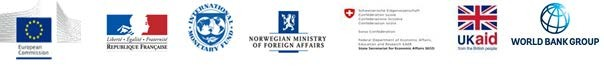 European
Commission
Liberté • Égalité • Fraternité
RÉPUBLIQUE FRANÇAISE
INTERNATIONAL
MONETARY FUND
NORWEGIAN MINISTRY
OF FOREIGN AFFAIRS
Schweizerische Eidgenossenschaft
Confédération suisse
Confederazione Svizzera
Confederaziun svizra
Swiss Confederation
Federal Department of Economic Affairs,
Education and Research EAER
State Secretariat for Economic Affairs SECO
UKaid
from the British people
WORLD BANK GROUP